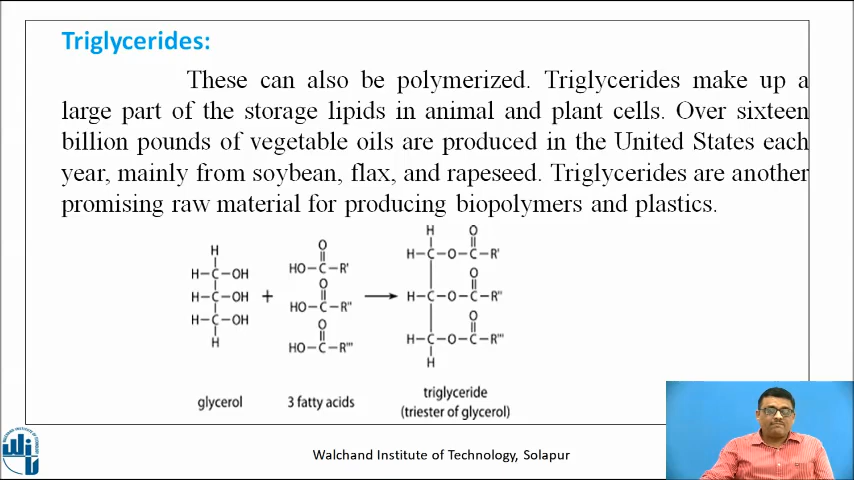 Triglycerides:
These can also be polymerized. Triglycerides make up a
large part of the storage lipids in animal and plant cells. Over sixteen
billion pounds of vegetable oils are produced in the United States each
year, mainly from soybean, flax, and rapeseed. Triglycerides are another
promising raw material for producing biopolymers and plastics.
H
H–C–OH
H–C–OH
H–C–OH
H
+
O
HO–C–R'
O
HO–C–R''
O
HO–C–R'''
H
O
H–C–O–C–R'
O
H–C–O–C–R''
O
H–C–O–C–R'''
H
glycerol
3 fatty acids
triglyceride
(triester of glycerol)
Walchand Institute of Technology, Solapur